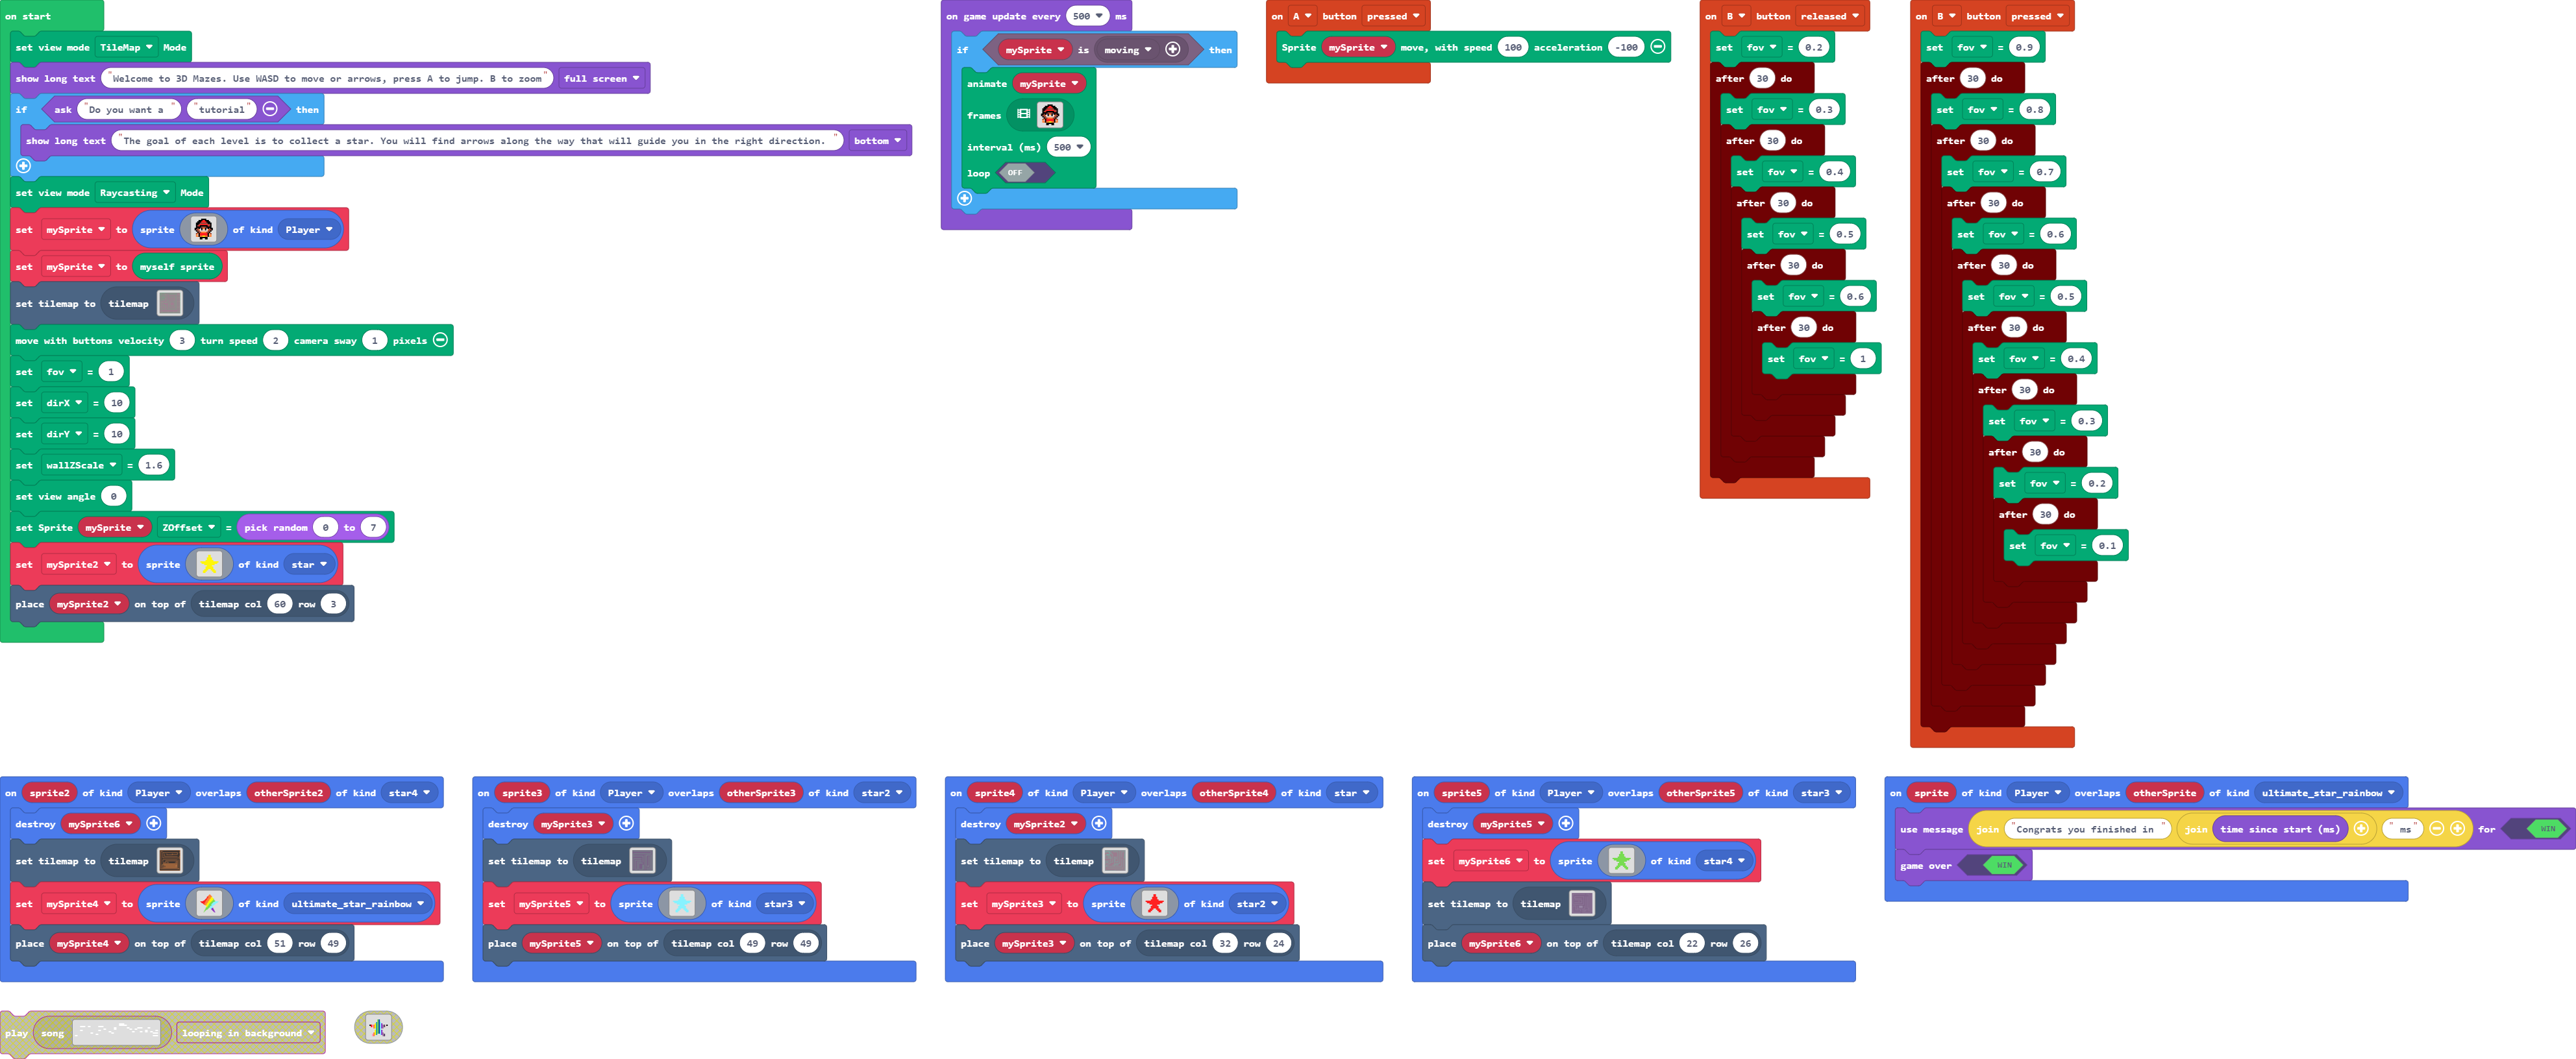 on start
set view mode TileMap Mode
show long text "Welcome to 3D Mazes. Use WASD to move or arrows, press A to jump. B to zoom" full screen
if ask "Do you want a " "tutorial" then
show long text "The goal of each level is to collect a star. You will find arrows along the way that will guide you in the right direction. " bottom
set view mode Raycasting Mode
set mySprite to sprite of kind Player
set mySprite to myself sprite
set tilemap to tilemap
move with buttons velocity 3 turn speed 2 camera sway 1 pixels
set fov = 1
set dirX = 10
set dirY = 10
set wallZScale = 1.6
set view angle 0
set Sprite mySprite ZOffset = pick random 0 to 7
set mySprite2 to sprite of kind star
place mySprite2 on top of tilemap col 60 row 3
on game update every 500 ms
if mySprite is moving then
animate mySprite
frames
interval (ms) 500
loop OFF
on A button pressed
Sprite mySprite move, with speed 100 acceleration -100
on B button released
set fov = 0.2
after 30 do
set fov = 0.3
after 30 do
set fov = 0.4
after 30 do
set fov = 0.5
after 30 do
set fov = 0.6
after 30 do
set fov = 1
on B button pressed
set fov = 0.9
after 30 do
set fov = 0.8
after 30 do
set fov = 0.7
after 30 do
set fov = 0.6
after 30 do
set fov = 0.5
after 30 do
set fov = 0.4
after 30 do
set fov = 0.3
after 30 do
set fov = 0.2
after 30 do
set fov = 0.1
on sprite2 of kind Player overlaps otherSprite2 of kind star4
destroy mySprite6
set tilemap to tilemap
set mySprite4 to sprite of kind ultimate_star_rainbow
place mySprite4 on top of tilemap col 51 row 49
on sprite3 of kind Player overlaps otherSprite3 of kind star2
destroy mySprite3
set tilemap to tilemap
set mySprite5 to sprite of kind star3
place mySprite5 on top of tilemap col 49 row 49
on sprite4 of kind Player overlaps otherSprite4 of kind star
destroy mySprite2
set tilemap to tilemap
set mySprite3 to sprite of kind star2
place mySprite3 on top of tilemap col 32 row 24
on sprite5 of kind Player overlaps otherSprite5 of kind star3
destroy mySprite5
set mySprite6 to sprite of kind star4
set tilemap to tilemap
place mySprite6 on top of tilemap col 22 row 26
on sprite of kind Player overlaps otherSprite of kind ultimate_star_rainbow
use message join "Congrats you finished in " join time since start (ms) " ms" for WIN
game over WIN
play song looping in background